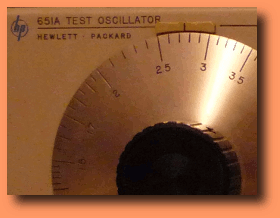 hp 651A TEST OSCILLATOR
HEWLETT · PACKARD
2 2.5 3 3.5